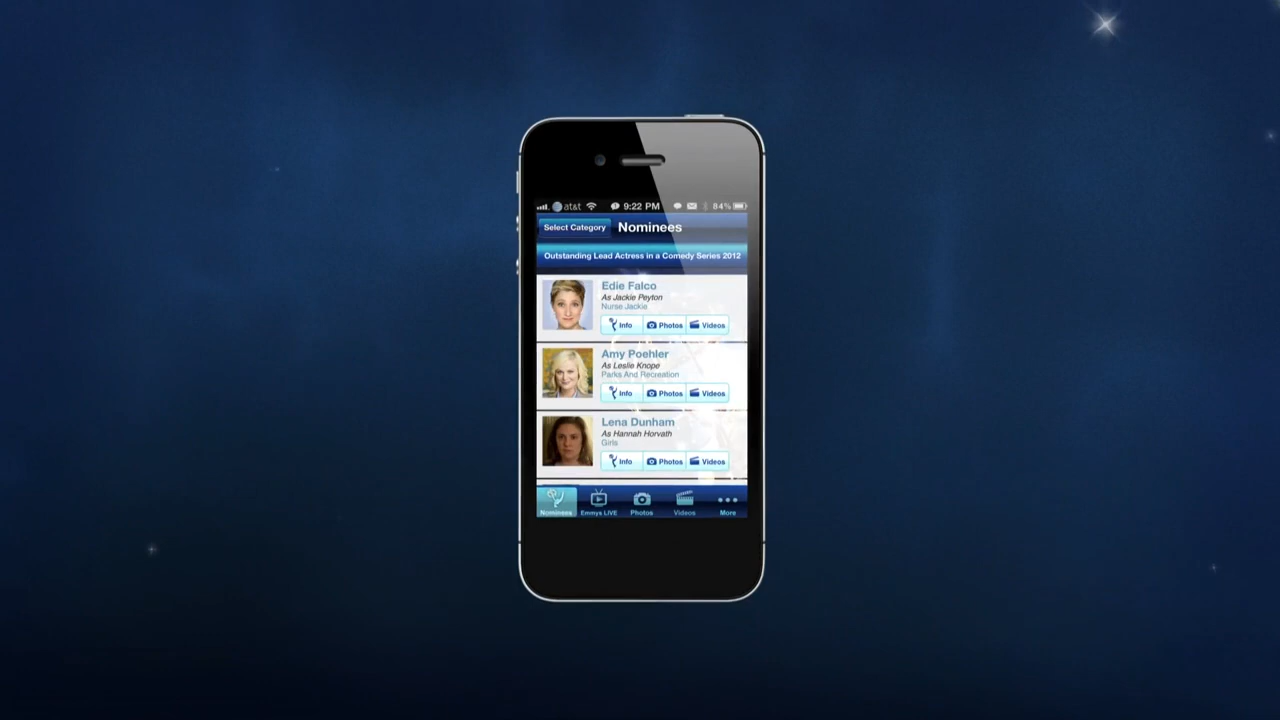 at&t 9:22 PM 84%
Select Category Nominees
Outstanding Lead Actress in a Comedy Series 2012
Edie Falco
As Jackie Peyton
Nurse Jackie
Info Photos Videos
Amy Poehler
As Leslie Knope
Parks And Recreation
Info Photos Videos
Lena Dunham
As Hannah Horvath
Girls
Info Photos Videos
Nominees Emmys LIVE Photos Videos More